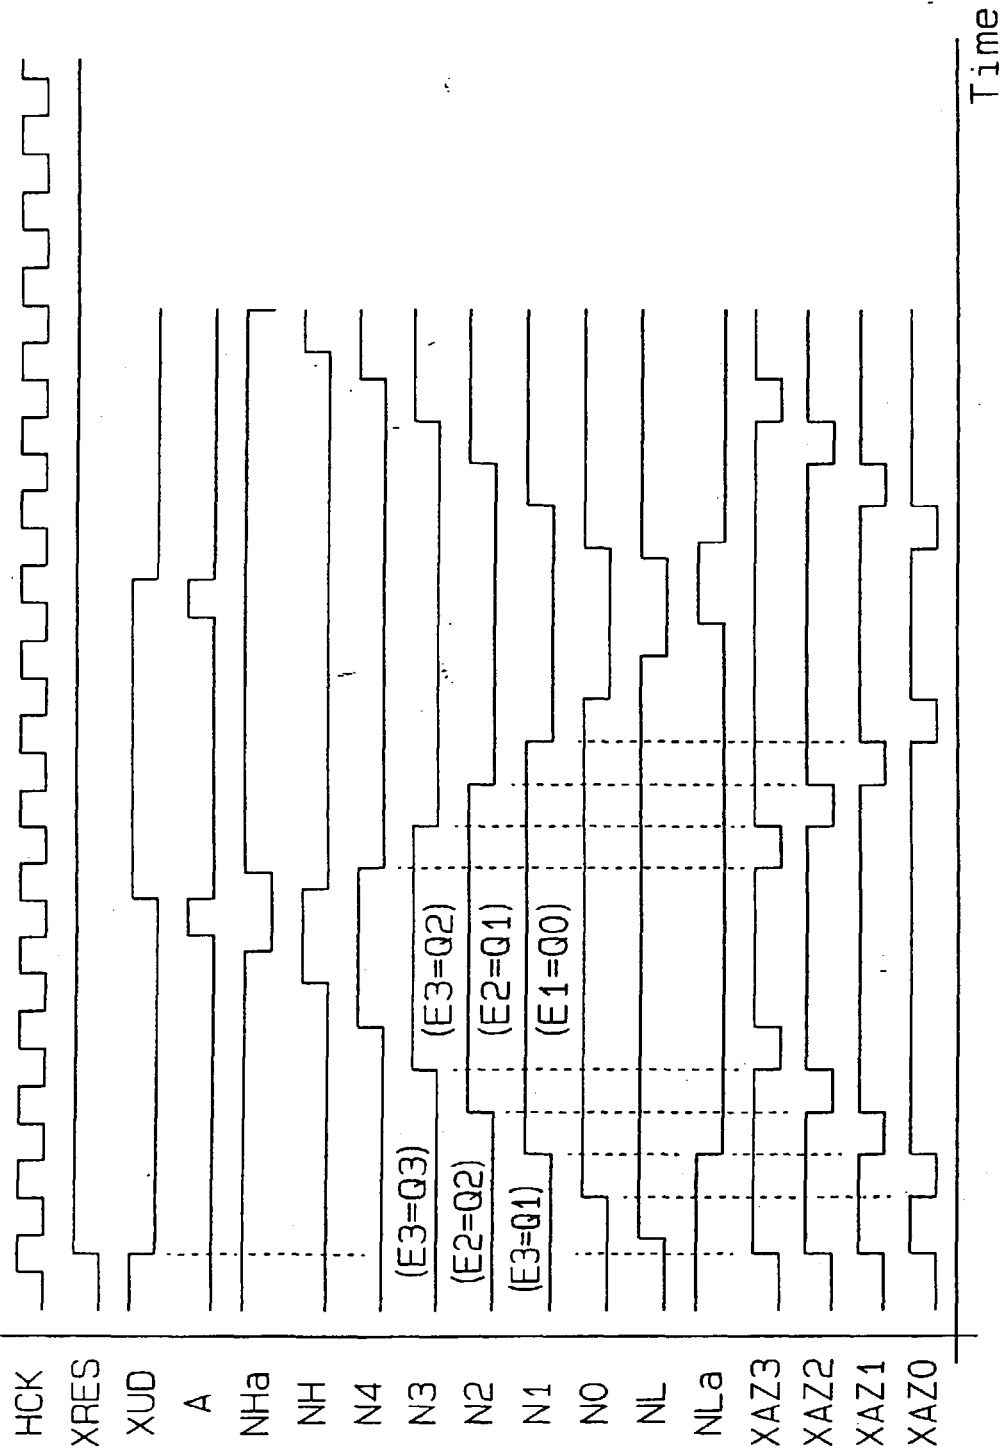 HCK
XRES
XUD
A
NHa
NH
N4
N3
(E3=Q3)
(E3=Q2)
N2
(E2=Q2)
(E2=Q1)
N1
(E3=Q1)
(E1=Q0)
N0
NL
NLa
XAZ3
XAZ2
XAZ1
XAZ0
Time